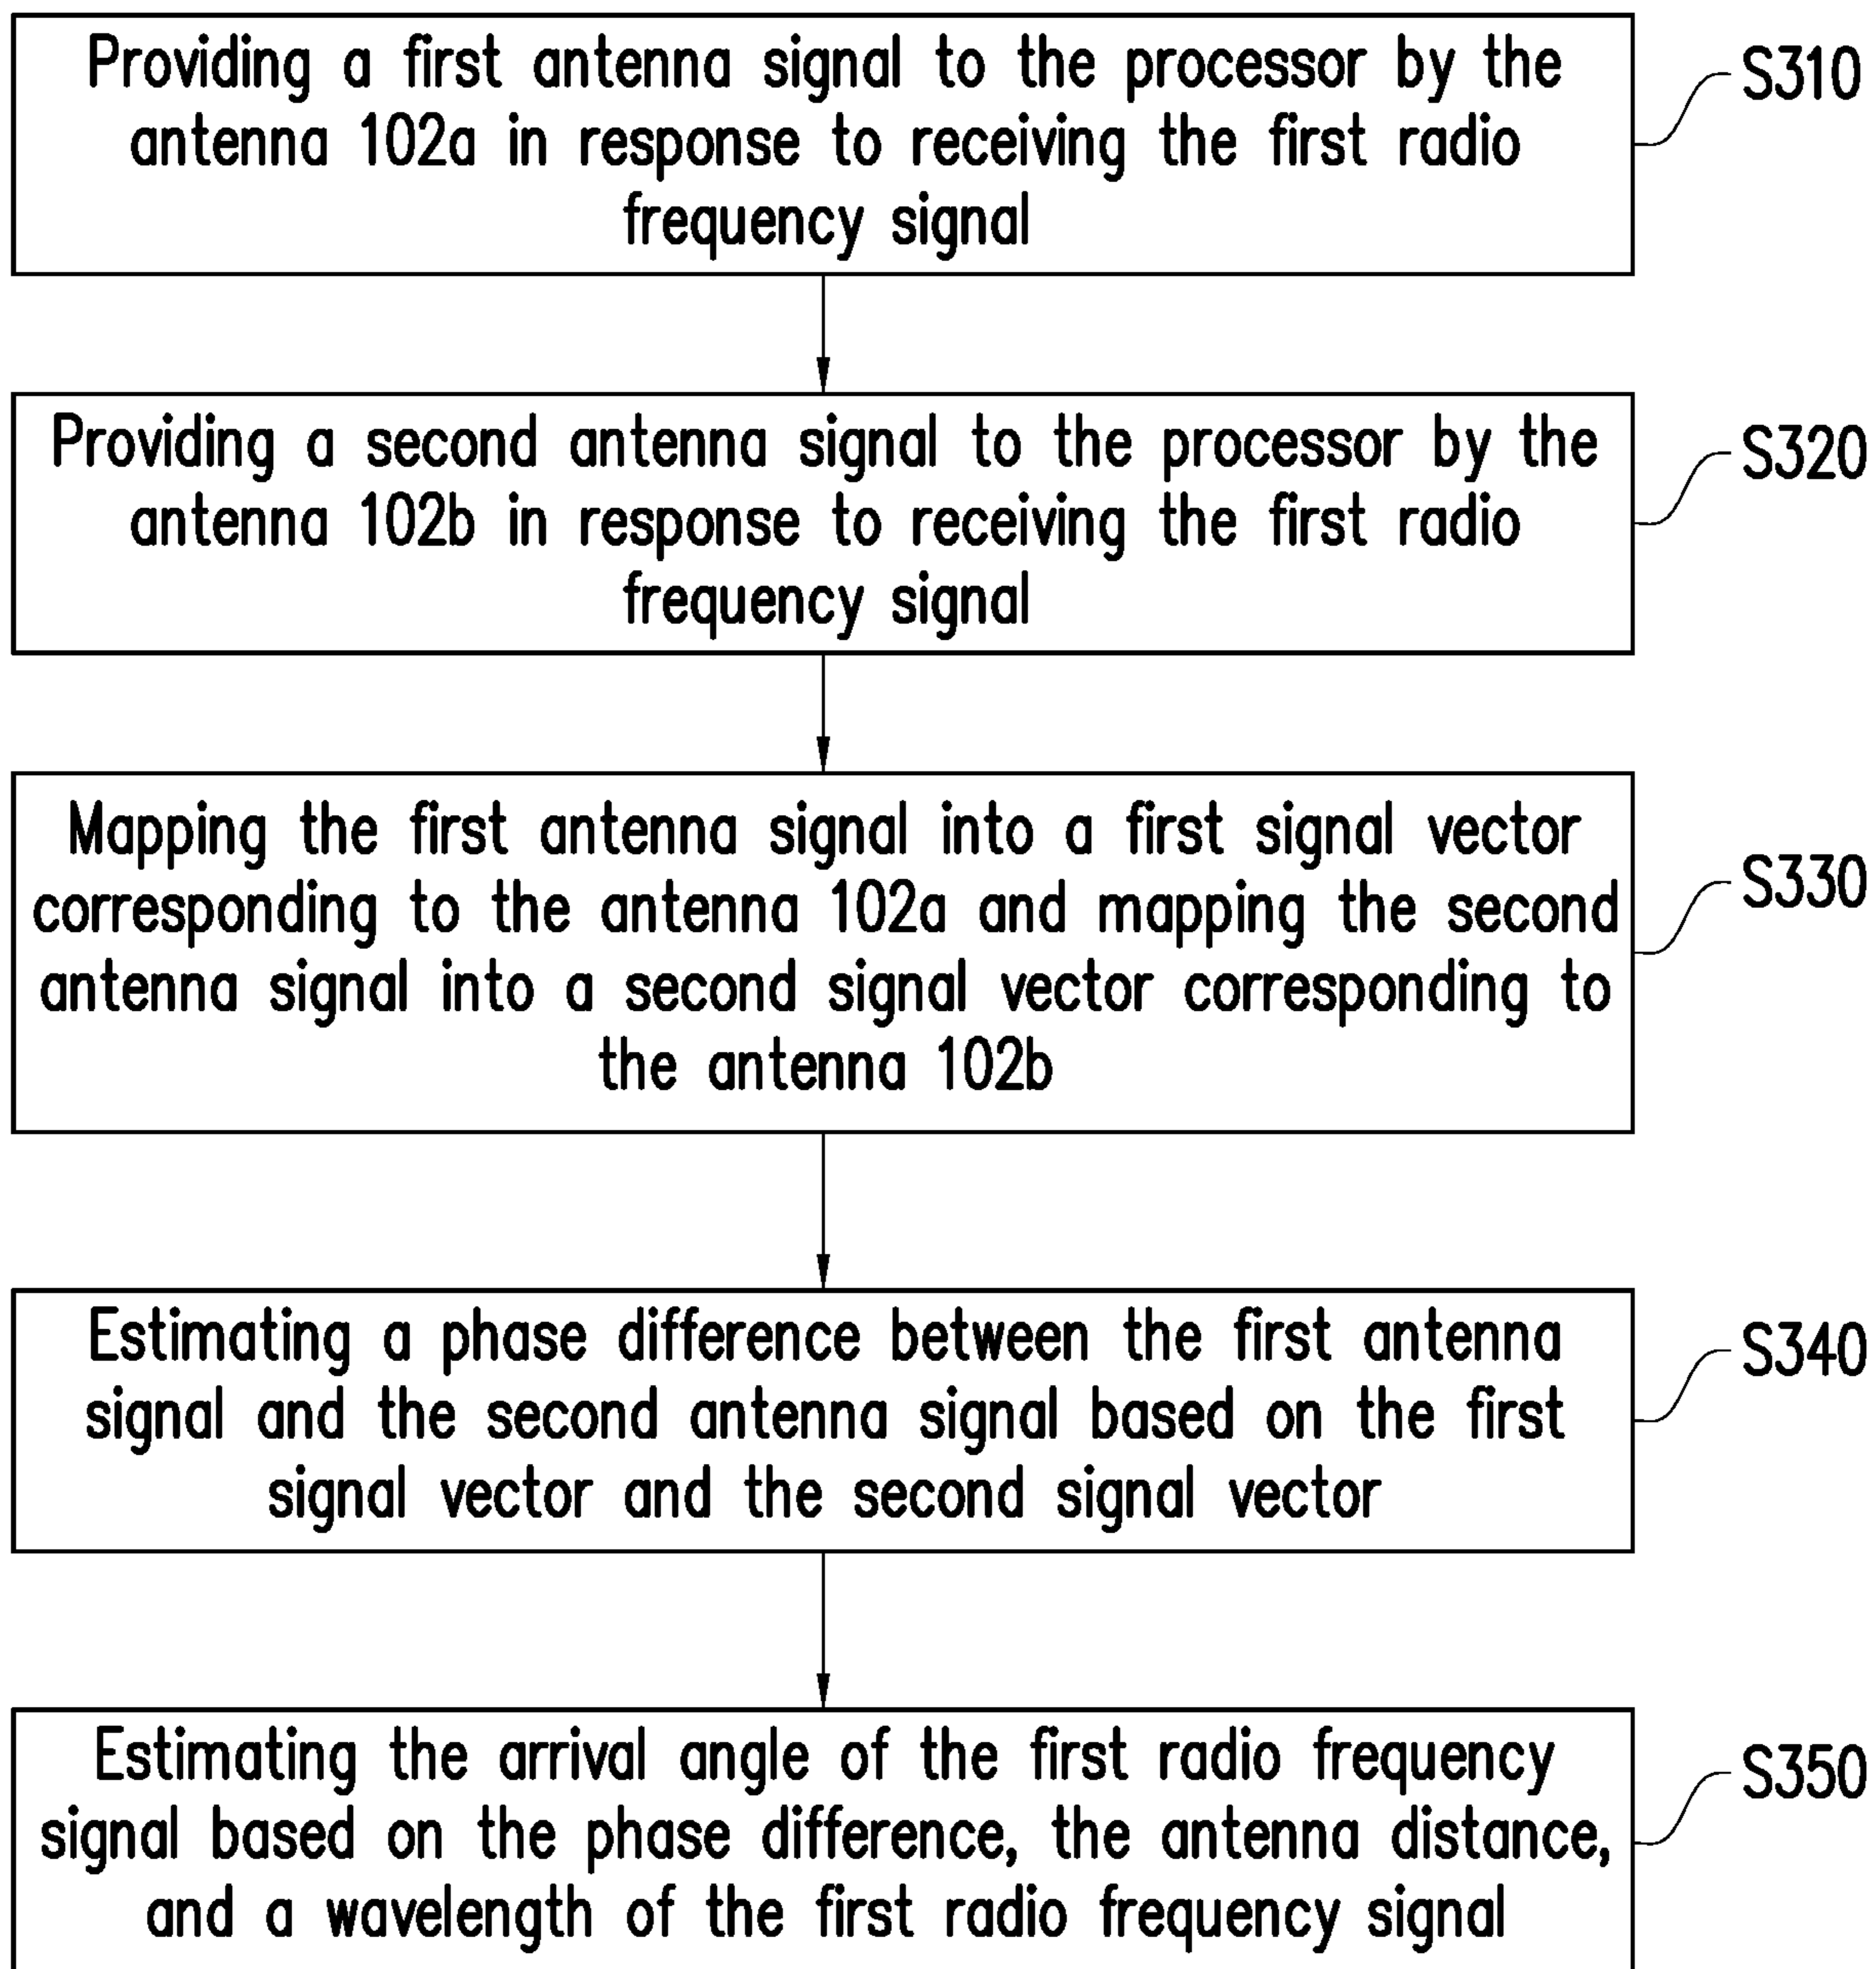 Providing a first antenna signal to the processor by the
antenna 102a in response to receiving the first radio
frequency signal
S310
Providing a second antenna signal to the processor by the
antenna 102b in response to receiving the first radio
frequency signal
S320
Mapping the first antenna signal into a first signal vector
corresponding to the antenna 102a and mapping the second
antenna signal into a second signal vector corresponding to
the antenna 102b
S330
Estimating a phase difference between the first antenna
signal and the second antenna signal based on the first
signal vector and the second signal vector
S340
Estimating the arrival angle of the first radio frequency
signal based on the phase difference, the antenna distance,
and a wavelength of the first radio frequency signal
S350